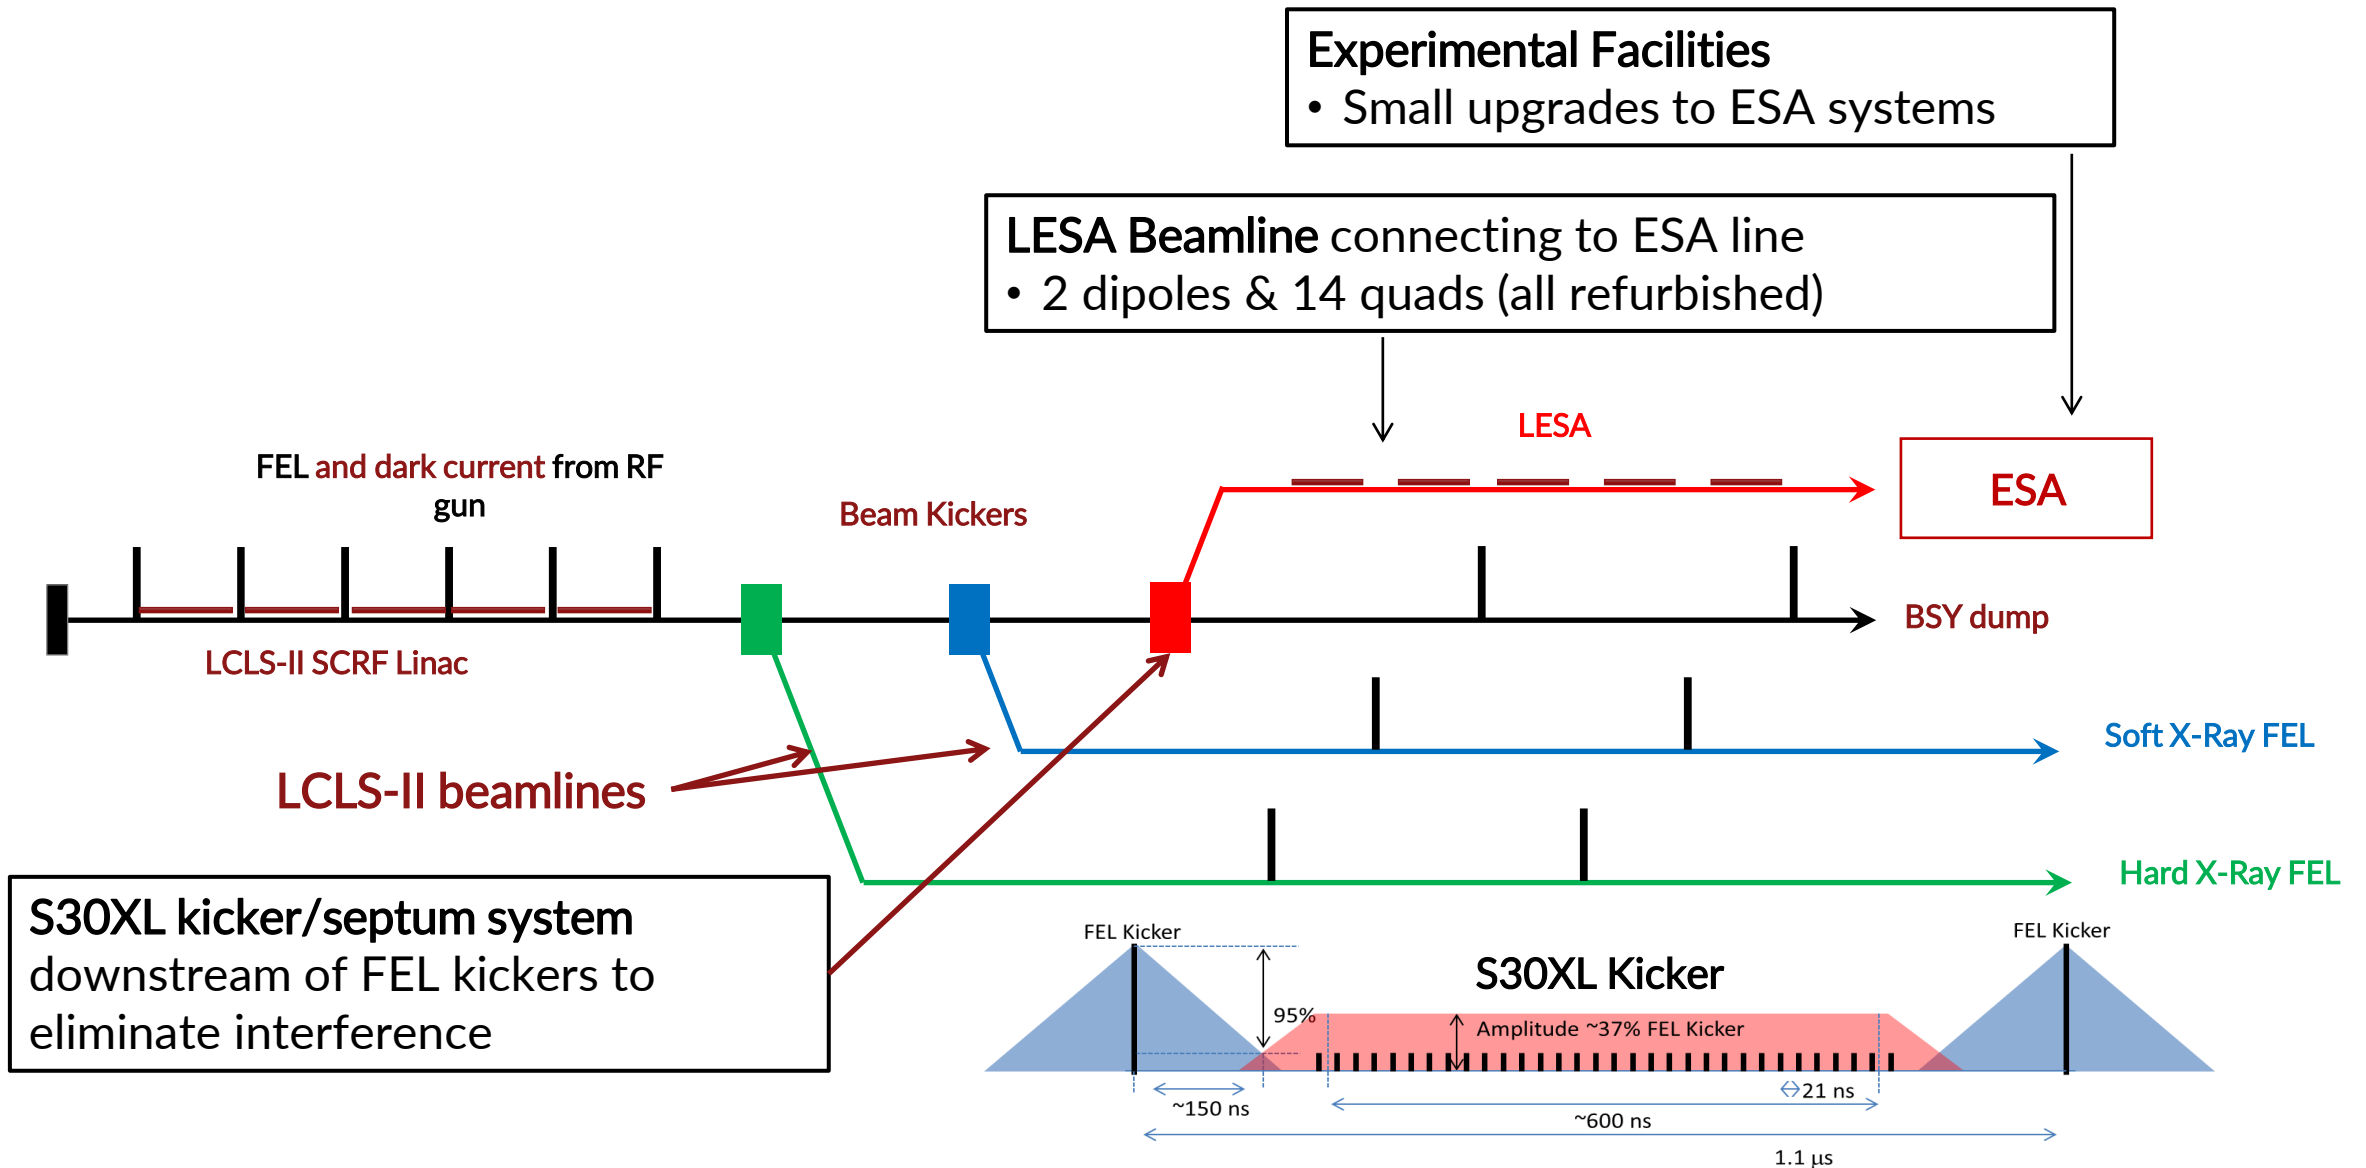 Experimental Facilities
• Small upgrades to ESA systems
LESA Beamline connecting to ESA line
• 2 dipoles & 14 quads (all refurbished)
LESA
FEL and dark current from RF
gun
ESA
Beam Kickers
BSY dump
LCLS-II SCRF Linac
Soft X-Ray FEL
LCLS-II beamlines
Hard X-Ray FEL
S30XL kicker/septum system
downstream of FEL kickers to
eliminate interference
FEL Kicker
FEL Kicker
S30XL Kicker
95%
Amplitude ~37% FEL Kicker
21 ns
~150 ns
~600 ns
1.1 μs